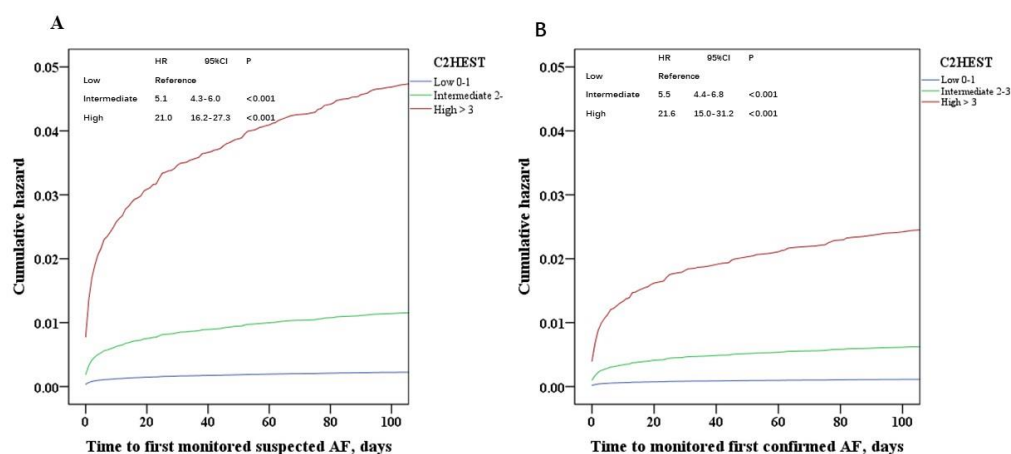 A
HR 95%CI P
Low Reference
Intermediate 5.1 4.3-6.0 <0.001
High 21.0 16.2-27.3 <0.001
C2HEST
Low 0-1
Intermediate 2-
High > 3
0.05
0.04
0.03
0.02
0.01
0.00
Cumulative hazard
0 20 40 60 80 100
Time to first monitored suspected AF, days
B
HR 95%CI P
Low Reference
Intermediate 5.5 4.4-6.8 <0.001
High 21.6 15.0-31.2 <0.001
C2HEST
Low 0-1
Intermediate 2-3
High > 3
0.05
0.04
0.03
0.02
0.01
0.00
Cumulative hazard
0 20 40 60 80 100
Time to monitored first confirmed AF, days